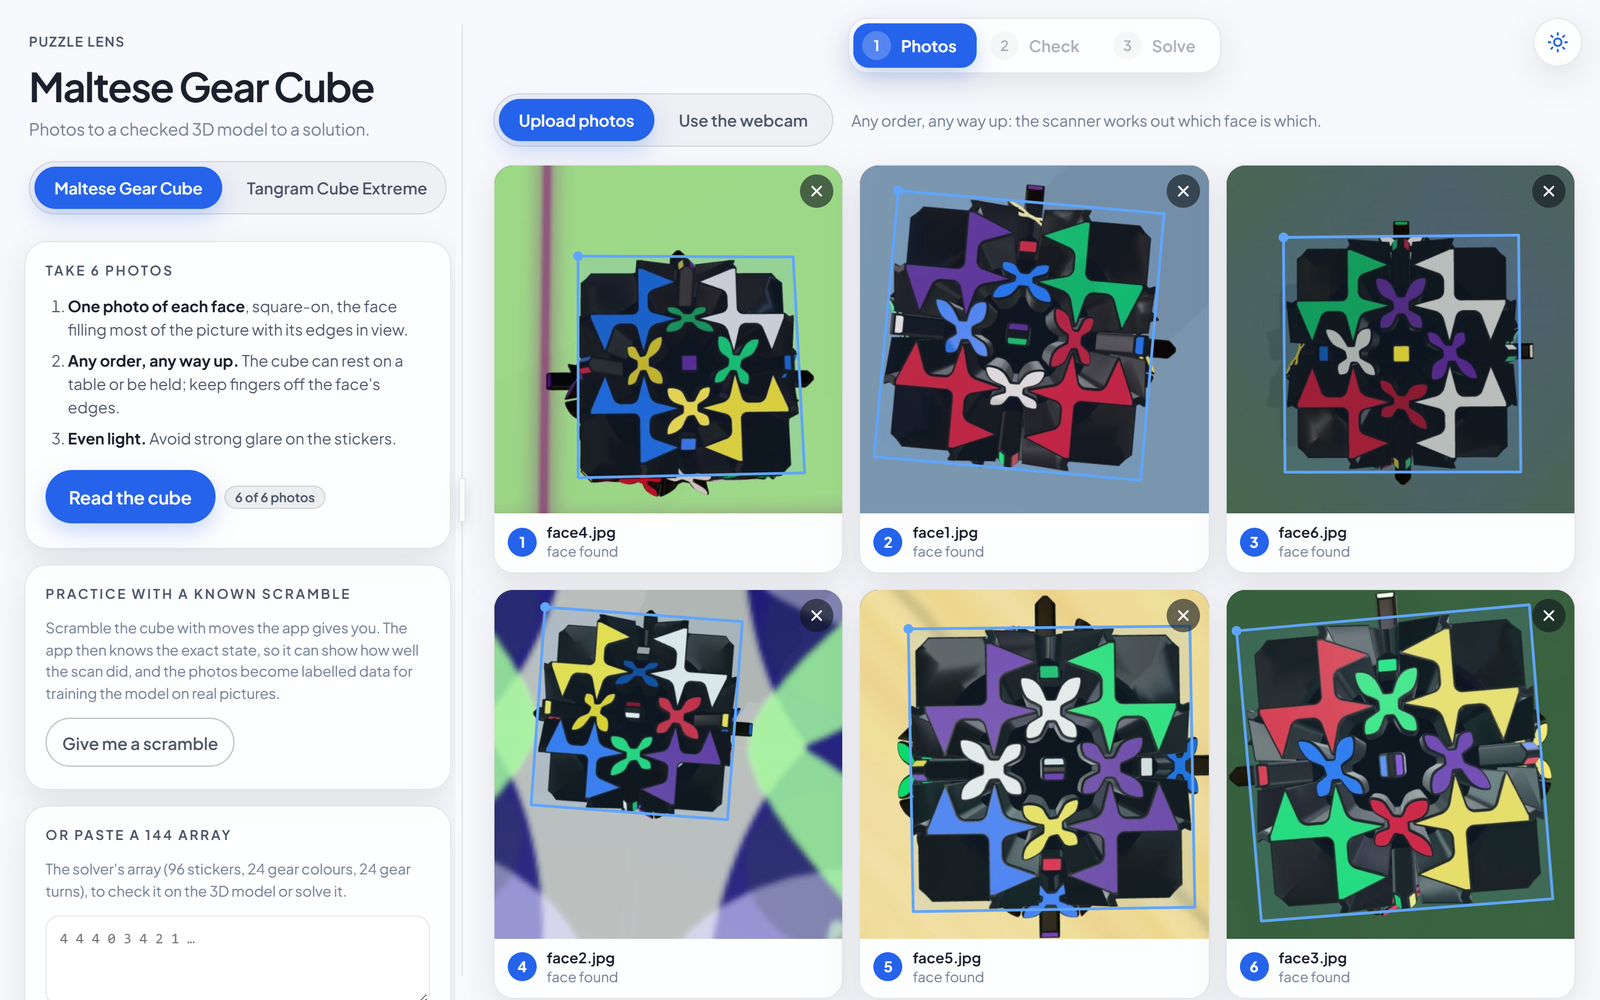 PUZZLE LENS
Maltese Gear Cube
Photos to a checked 3D model to a solution.
Maltese Gear Cube
Tangram Cube Extreme
TAKE 6 PHOTOS
1. One photo of each face, square-on, the face
filling most of the picture with its edges in view.
2. Any order, any way up. The cube can rest on a
table or be held; keep fingers off the face's
edges.
3. Even light. Avoid strong glare on the stickers.
Read the cube
6 of 6 photos
PRACTICE WITH A KNOWN SCRAMBLE
Scramble the cube with moves the app gives you. The
app then knows the exact state, so it can show how well
the scan did, and the photos become labelled data for
training the model on real pictures.
Give me a scramble
OR PASTE A 144 ARRAY
The solver's array (96 stickers, 24 gear colours, 24 gear
turns), to check it on the 3D model or solve it.
4 4 4 0 3 4 2 1 …
1 Photos
2 Check
3 Solve
Upload photos
Use the webcam
Any order, any way up: the scanner works out which face is which.
1 face4.jpg
face found
2 face1.jpg
face found
3 face6.jpg
face found
4 face2.jpg
face found
5 face5.jpg
face found
6 face3.jpg
face found